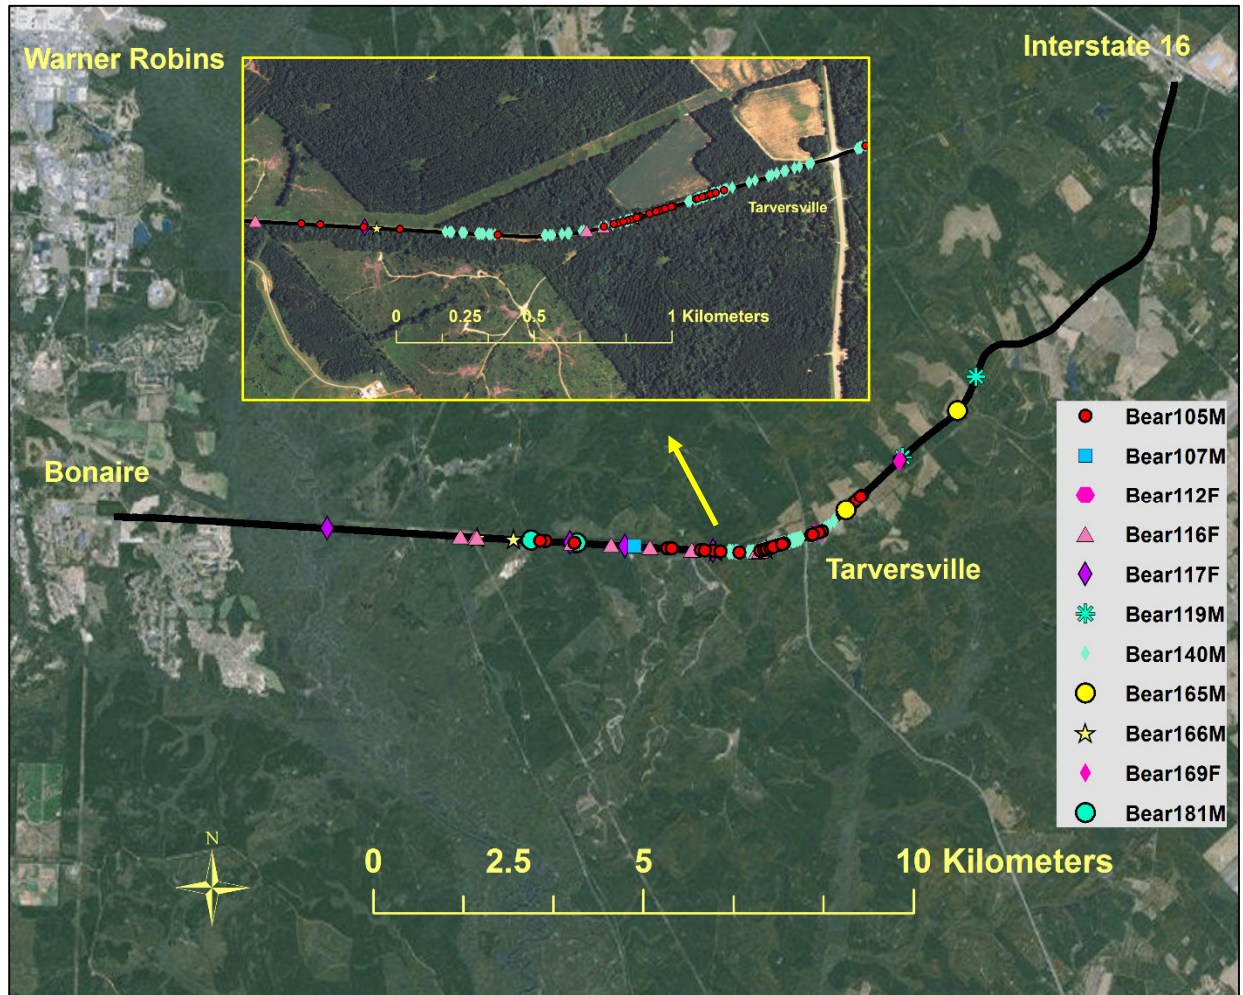 Warner Robins
Interstate 16
Tarversville
0 0.25 0.5 1 Kilometers
Bonaire
Tarversville
Bear105M
Bear107M
Bear112F
Bear116F
Bear117F
Bear119M
Bear140M
Bear165M
Bear166M
Bear169F
Bear181M
N
0 2.5 5 10 Kilometers